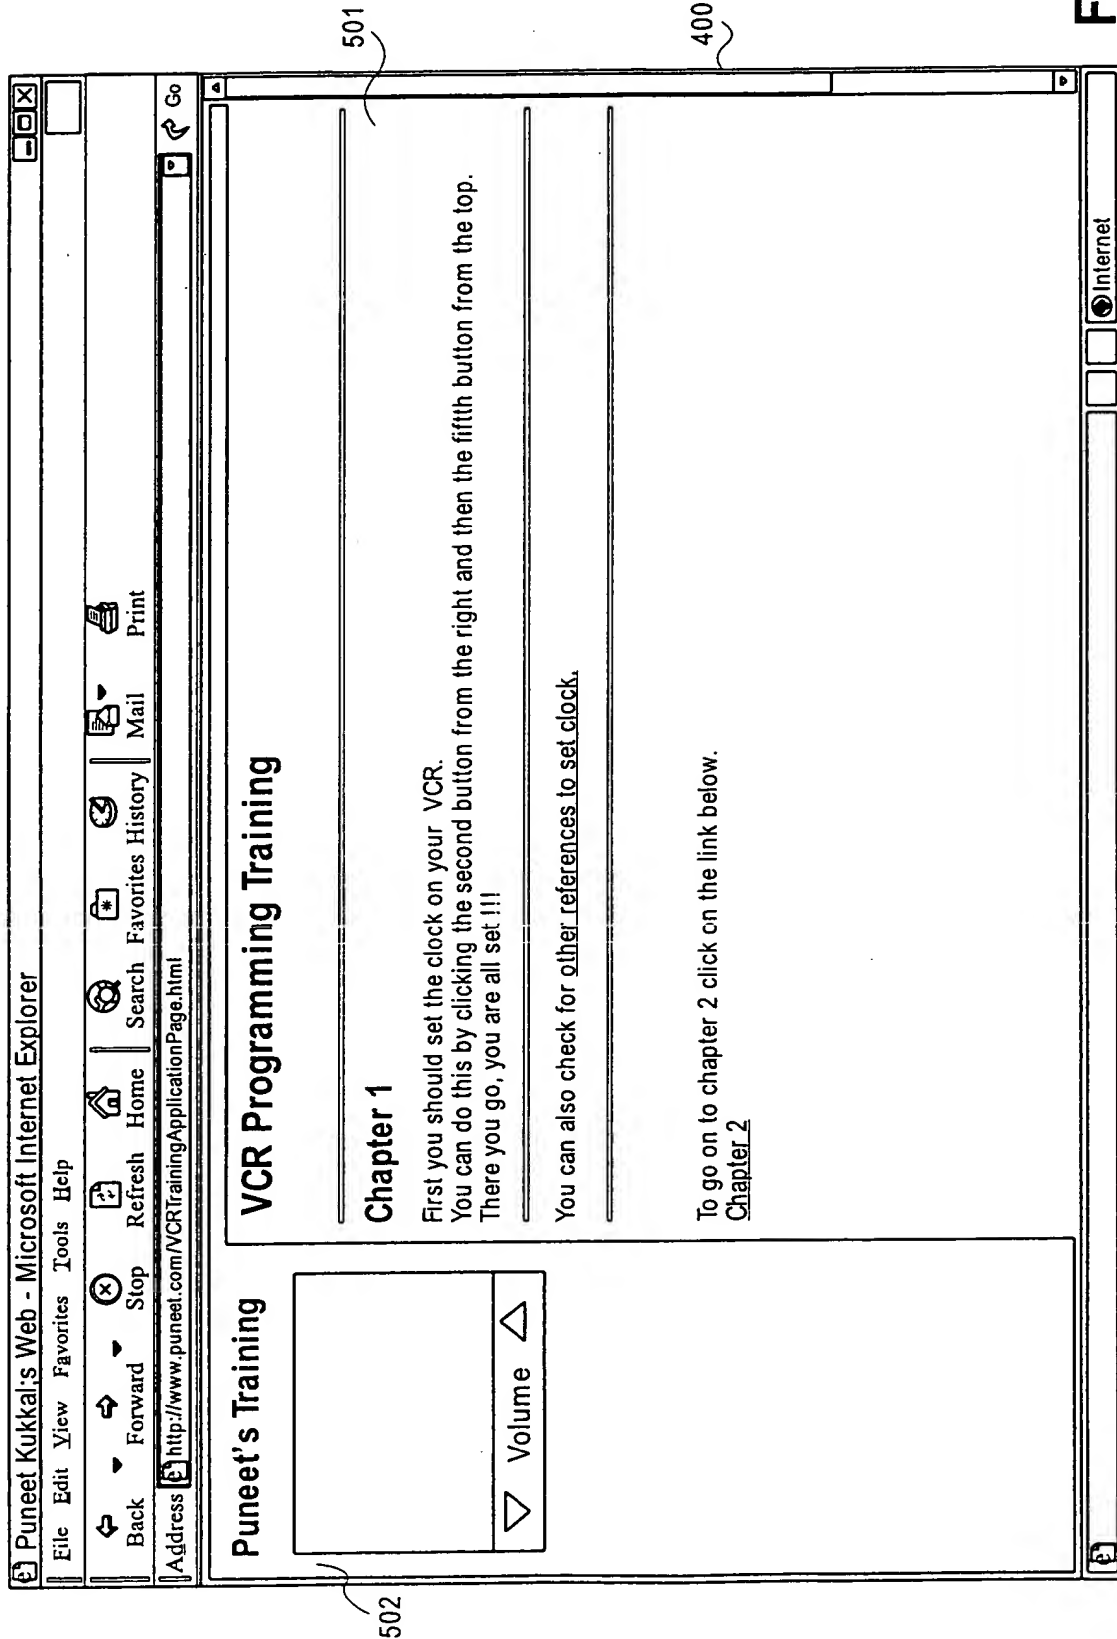 Puneet Kukkal;s Web - Microsoft Internet Explorer
File Edit View Favorites Tools Help
Back Forward Stop Refresh Home Search Favorites History Mail Print
Address http://www.puneet.com/VCRTrainingApplicationPage.html Go
Puneet's Training
Volume
VCR Programming Training
Chapter 1
First you should set the clock on your VCR.
You can do this by clicking the second button from the right and then the fifth button from the top.
There you go, you are all set !!!
You can also check for other references to set clock.
To go on to chapter 2 click on the link below.
Chapter 2
Internet
502
501
400